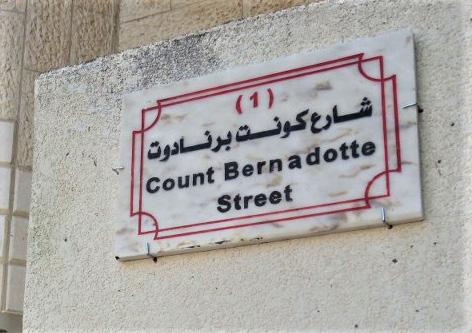 (1)
شارع كونت برنادوت
Count Bernadotte
Street